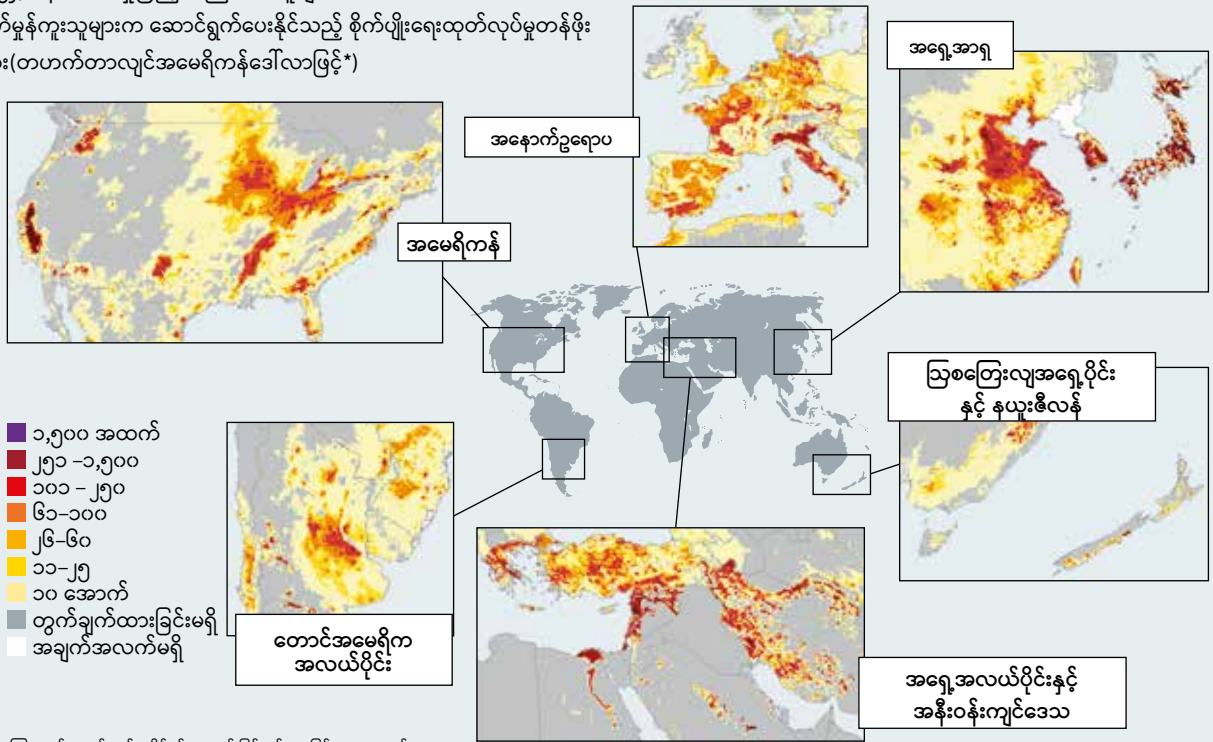 ဝတ်မှုန်ကူးသူများက ဆောင်ရွက်ပေးနိုင်သည့် စိုက်ပျိုးရေးထုတ်လုပ်မှုတန်ဖိုး
(တဟက်တာလျင်အမေရိကန်ဒေါ်လာဖြင့်*)
အရှေ့အာရှ
အနောက်ဥရောပ
အမေရိကန်
ဩစတြေးလျအရှေ့ပိုင်း
နှင့် နယူးဇီလန်
၁,၅၀၀ အထက်
၂၅၁ –၁,၅၀၀
၁၀၁ – ၂၅၀
၆၁–၁၀၀
၂၆–၆၀
၁၁–၂၅
၁၀ အောက်
တွက်ချက်ထားခြင်းမရှိ
အချက်အလက်မရှိ
တောင်အမေရိက
အလယ်ပိုင်း
အရှေ့အလယ်ပိုင်းနှင့်
အနီးဝန်းကျင်ဒေသ